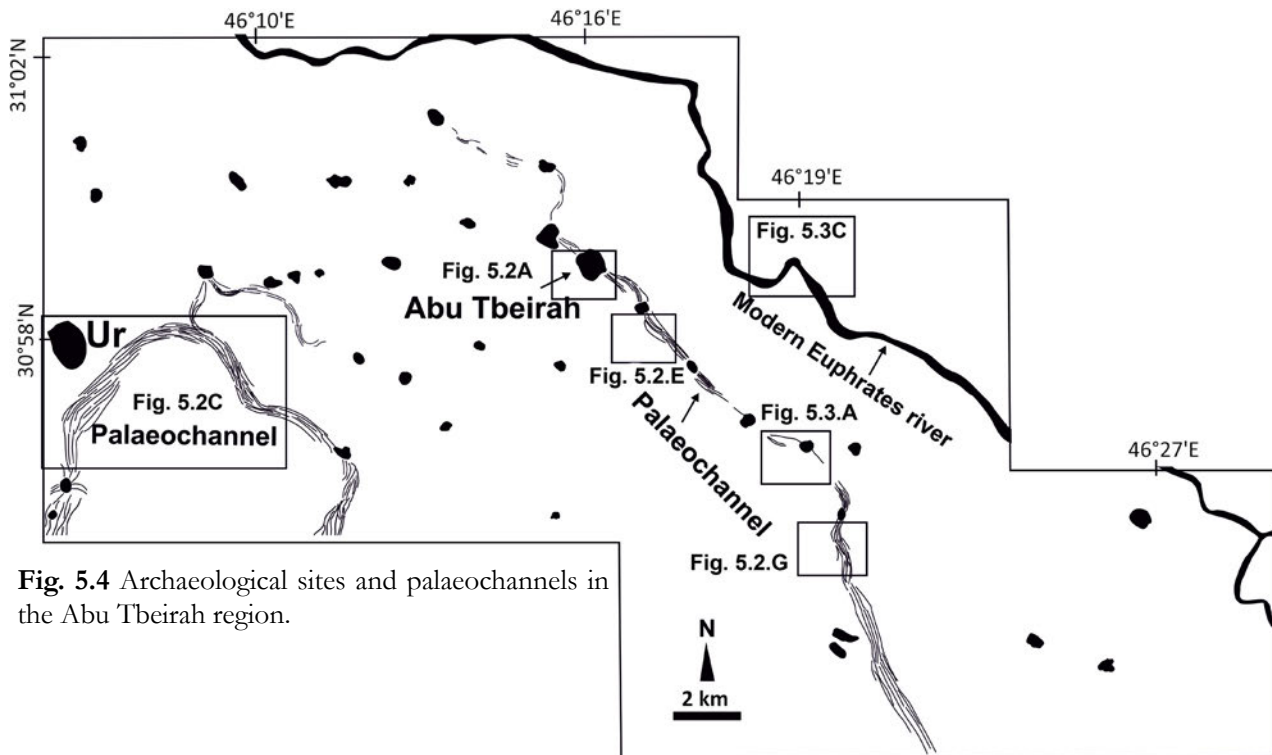 46°10'E
46°16'E
31°02'N
46°19'E
Fig. 5.3C
Fig. 5.2A
Abu Tbeirah
Modern Euphrates river
30°58'N
Ur
Fig. 5.2.E
Fig. 5.2C
Palaeochannel
Palaeochannel
Fig. 5.3.A
46°27'E
Fig. 5.2.G
Fig. 5.4 Archaeological sites and palaeochannels in
the Abu Tbeirah region.
N
2 km